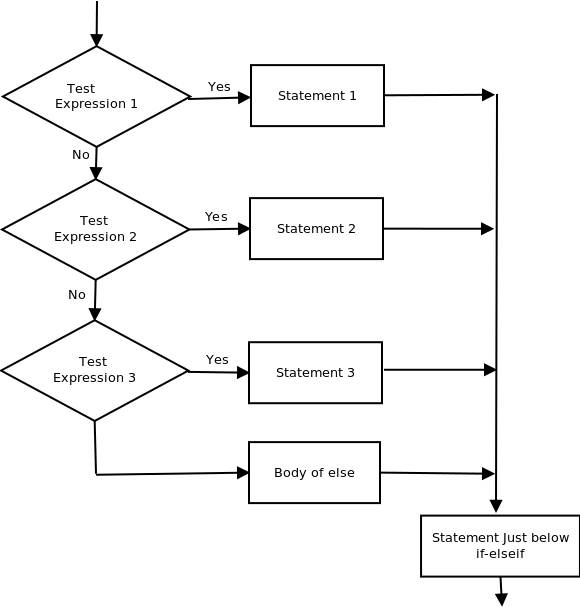 Test
Expression 1
Yes
Statement 1
No
Test
Expression 2
Yes
Statement 2
No
Test
Expression 3
Yes
Statement 3
Body of else
Statement Just below
if-elseif